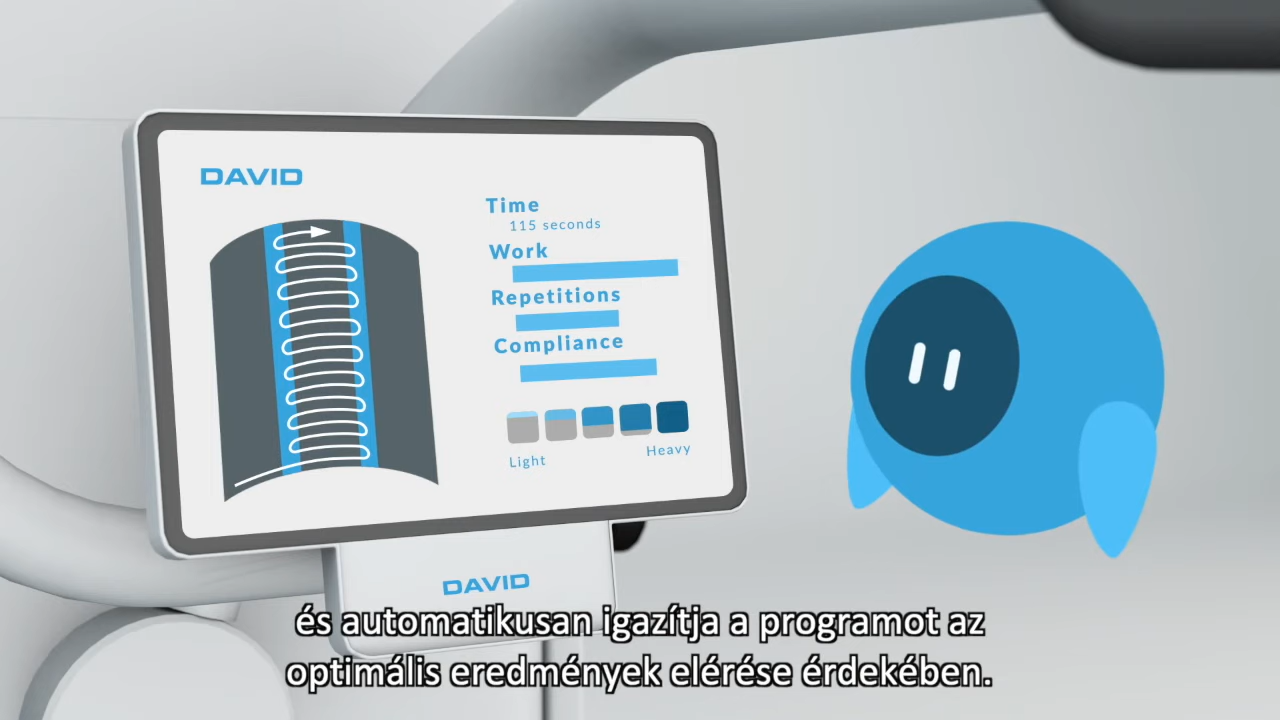 DAVID
Time
115 seconds
Work
Repetitions
Compliance
Light
Heavy
DAVID
és automatikusan igazítja a programot az
optimális eredmények elérése érdekében.